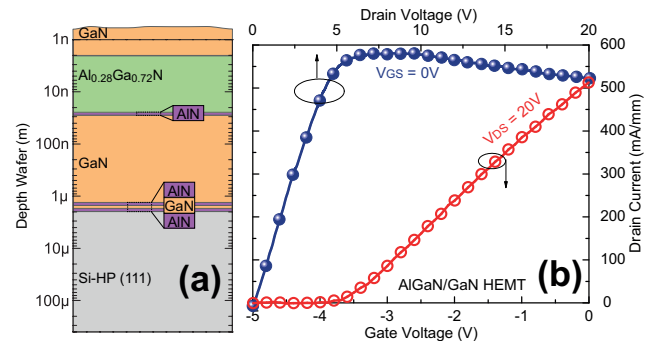 GaN
1n
Al0.28Ga0.72N
10n
AlN
100n
GaN
AlN
1µ
GaN
AlN
10µ
Si-HP (111)
100µ
(a)
Depth Wafer (m)
Drain Voltage (V)
0 5 10 15 20
VGS = 0V
VDS = 20V
600
500
400
300
200
100
0
Drain Current (mA/mm)
AlGaN/GaN HEMT
(b)
-5 -4 -3 -2 -1 0
Gate Voltage (V)